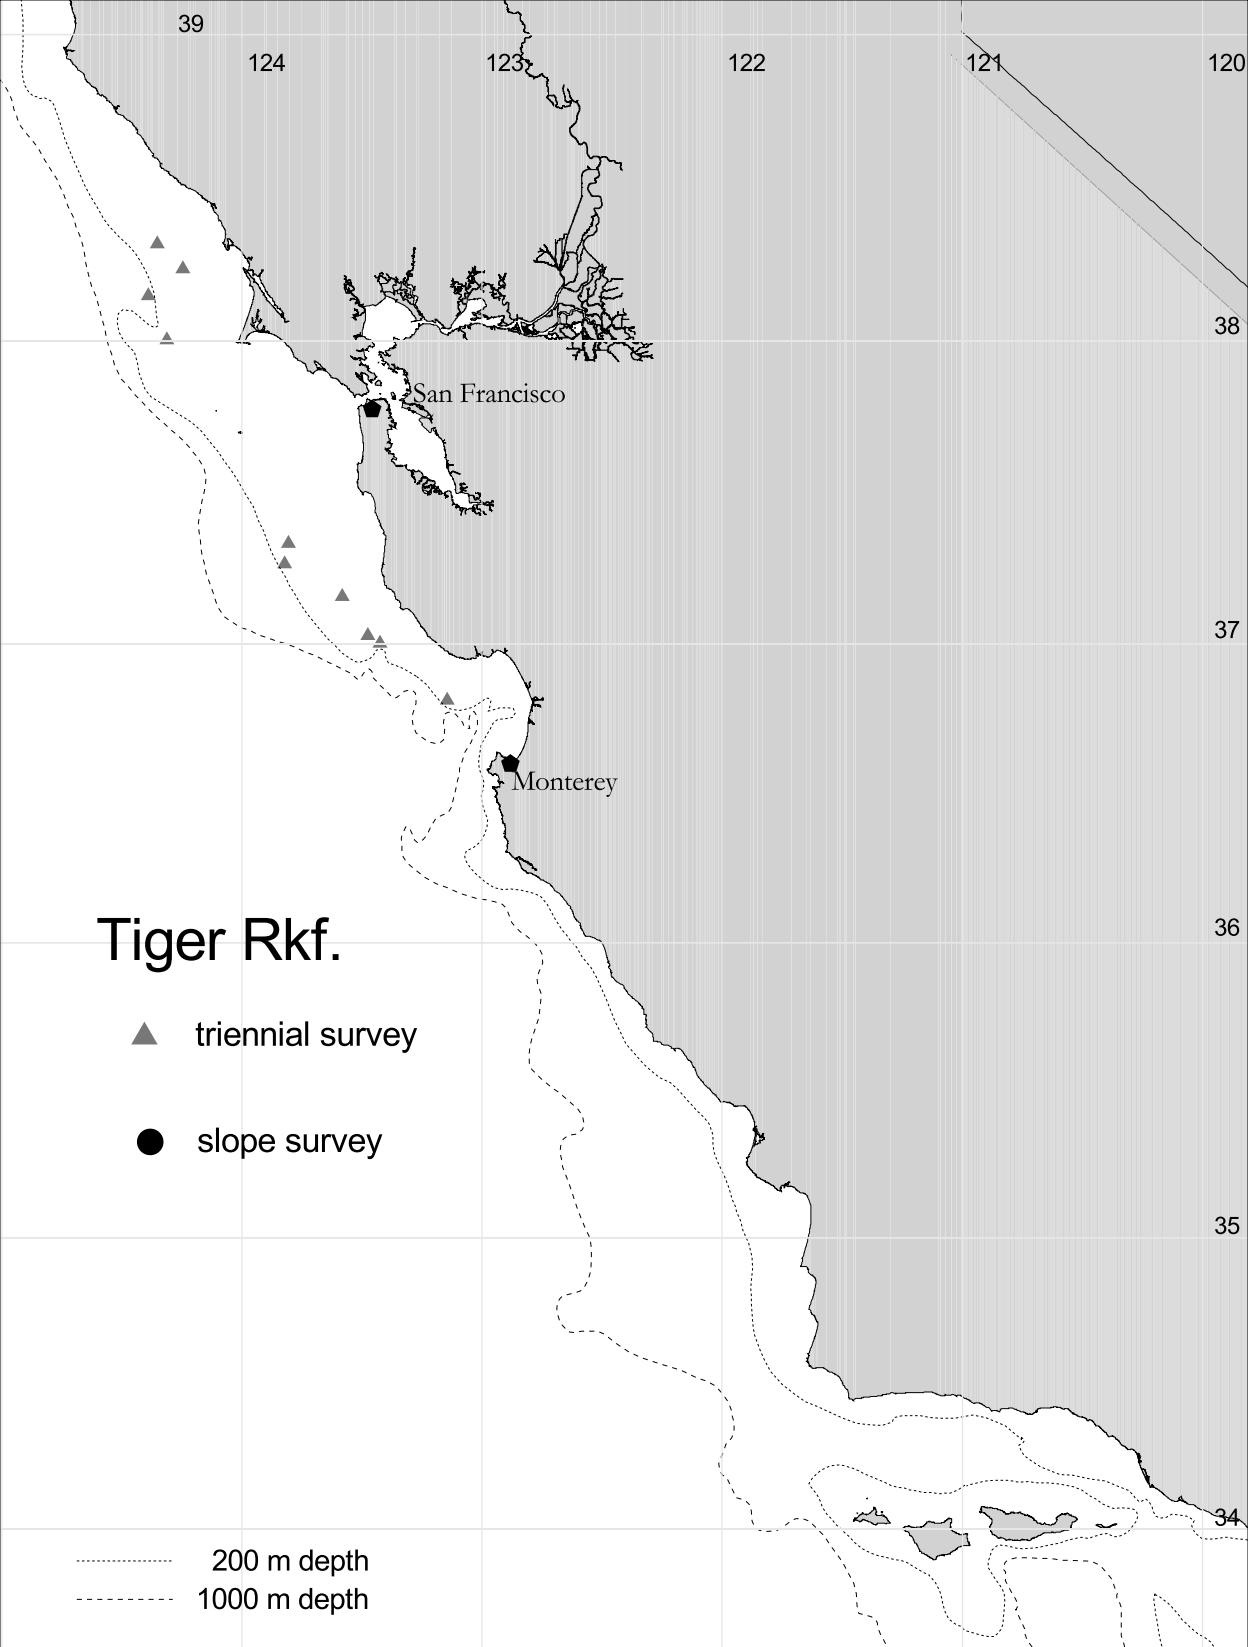 39
124 123 122 121 120
38
San Francisco
37
Monterey
36
Tiger Rkf.
triennial survey
slope survey
35
34
200 m depth
1000 m depth